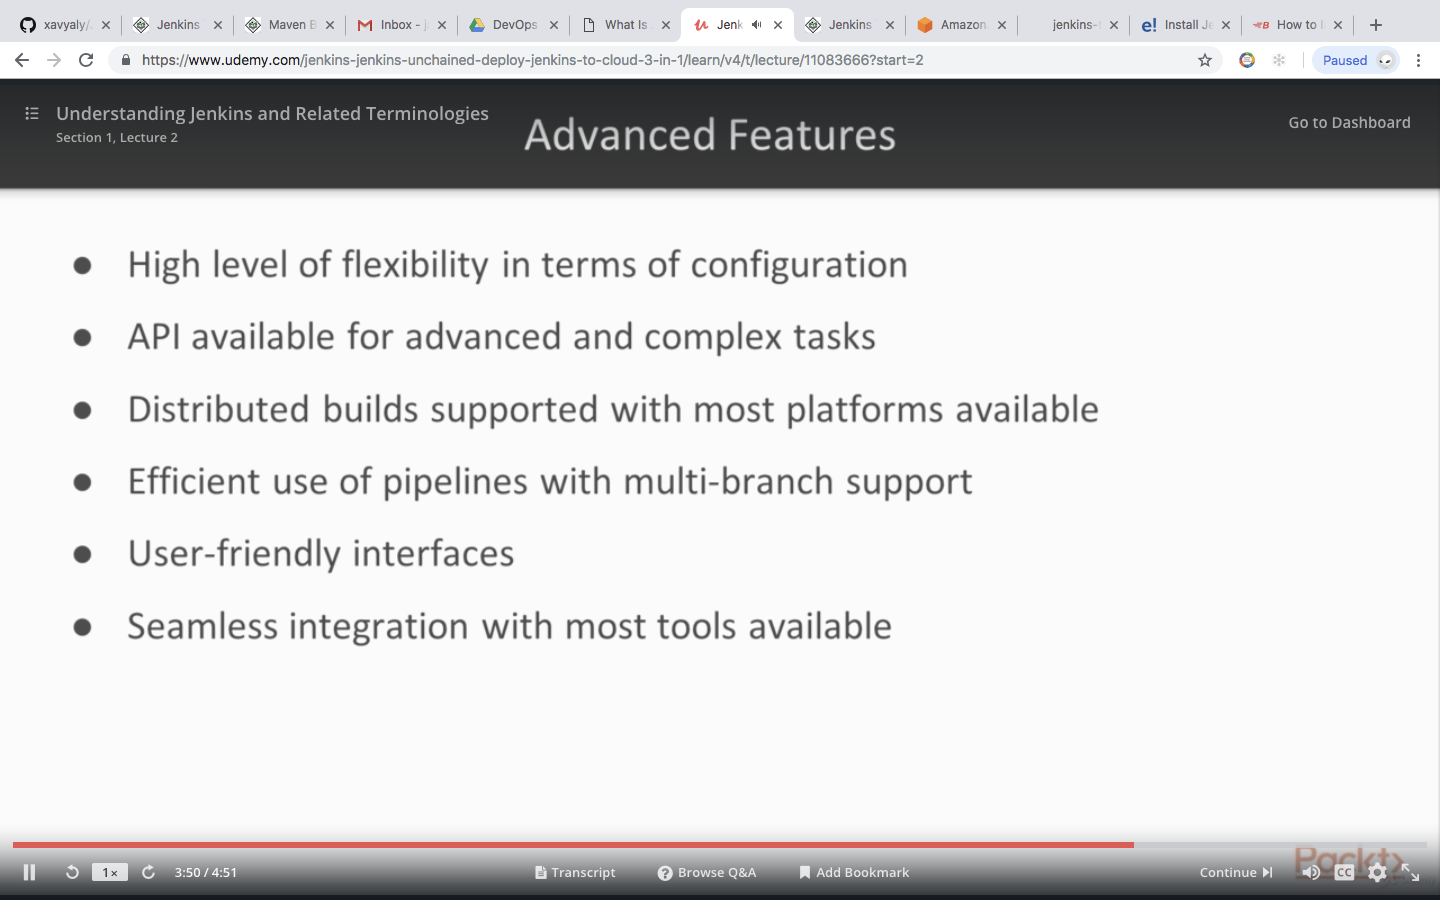 xavyaly/.
Jenkins
Maven B
Inbox - j
DevOps
What Is
Jenk
Jenkins
Amazon
jenkins-
Install Je
How to I
https://www.udemy.com/jenkins-jenkins-unchained-deploy-jenkins-to-cloud-3-in-1/learn/v4/t/lecture/11083666?start=2
Paused
Understanding Jenkins and Related Terminologies
Section 1, Lecture 2
Advanced Features
Go to Dashboard
● High level of flexibility in terms of configuration
● API available for advanced and complex tasks
● Distributed builds supported with most platforms available
● Efficient use of pipelines with multi-branch support
● User-friendly interfaces
● Seamless integration with most tools available
1×
3:50 / 4:51
Transcript
Browse Q&A
Add Bookmark
Continue
Packt>
CC